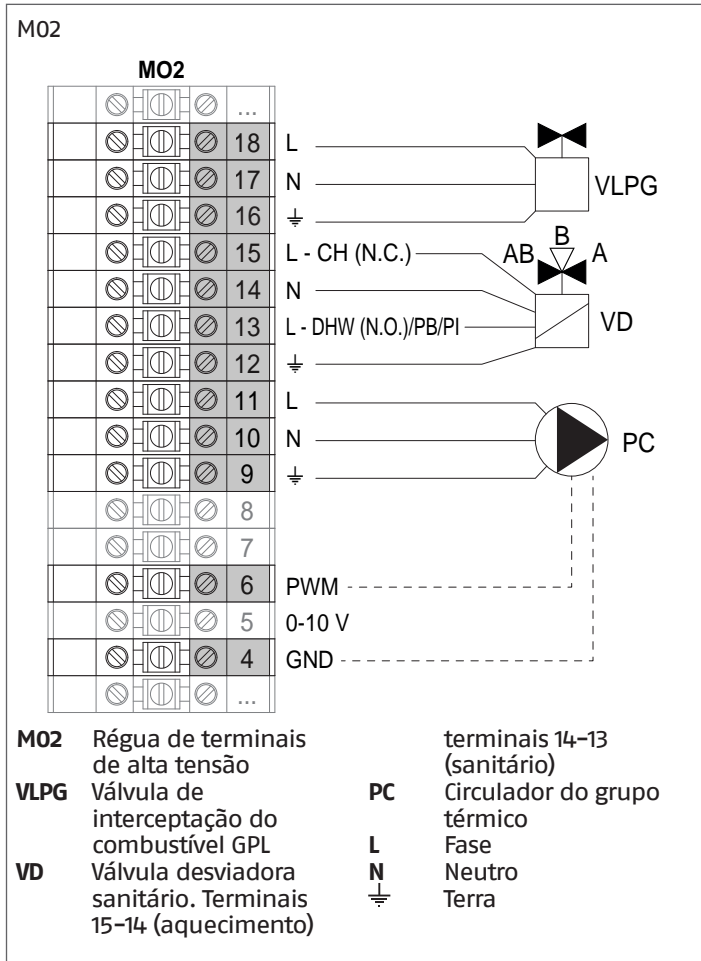 M02
MO2
...
18 L
17 N
VLPG
16 ⏚
B
15 L - CH (N.C.) AB A
14 N
13 L - DHW (N.O.)/PB/PI VD
12 ⏚
11 L
10 N PC
9 ⏚
8
7
6 PWM
5 0-10 V
4 GND
...
M02 Régua de terminais
de alta tensão
VLPG Válvula de
interceptação do
combustível GPL
VD Válvula desviadora
sanitário. Terminais
15-14 (aquecimento)
terminais 14-13
(sanitário)
PC Circulador do grupo
térmico
L Fase
N Neutro
⏚ Terra